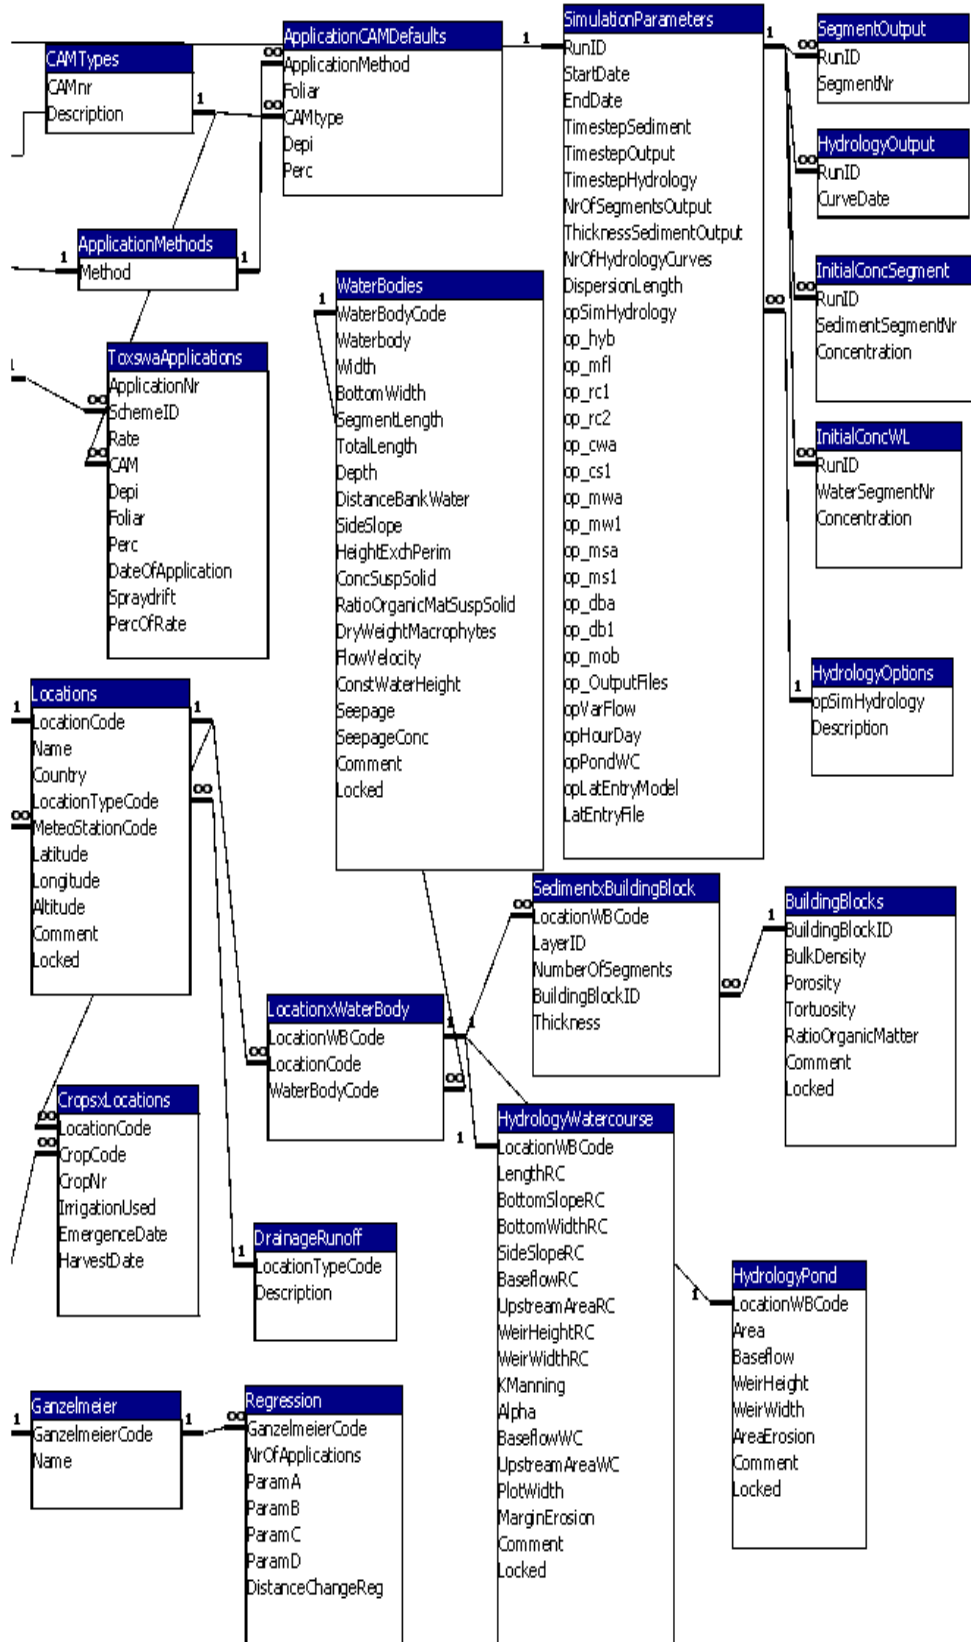 CAMTypes
CAMnr
Description
ApplicationCAMDefaults
ApplicationMethod
Foliar
CAMtype
Depi
Perc
SimulationParameters
RunID
StartDate
EndDate
TimestepSediment
TimestepOutput
TimestepHydrology
NrOfSegmentsOutput
ThicknessSedimentOutput
NrOfHydrologyCurves
DispersionLength
opSimHydrology
op_hyb
op_mfl
op_rc1
op_rc2
op_cwa
op_cs1
op_mwa
op_mw1
op_msa
op_ms1
op_dba
op_db1
op_mob
op_OutputFiles
opVarFlow
opHourDay
opPondWC
opLatEntryModel
LatEntryFile
SegmentOutput
RunID
SegmentNr
HydrologyOutput
RunID
CurveDate
InitialConcSegment
RunID
SedimentSegmentNr
Concentration
InitialConcWL
RunID
WaterSegmentNr
Concentration
HydrologyOptions
opSimHydrology
Description
ApplicationMethods
Method
ToxswaApplications
ApplicationNr
SchemeID
Rate
CAM
Depi
Foliar
Perc
DateOfApplication
Spraydrift
PercOfRate
WaterBodies
WaterBodyCode
Waterbody
Width
BottomWidth
SegmentLength
TotalLength
Depth
DistanceBankWater
SideSlope
HeightExchPerim
ConcSuspSolid
RatioOrganicMatSuspSolid
DryWeightMacrophytes
FlowVelocity
ConstWaterHeight
Seepage
SeepageConc
Comment
Locked
Locations
LocationCode
Name
Country
LocationTypeCode
MeteoStationCode
Latitude
Longitude
Altitude
Comment
Locked
SedimentxBuildingBlock
LocationWBCode
LayerID
NumberOfSegments
BuildingBlockID
Thickness
BuildingBlocks
BuildingBlockID
BulkDensity
Porosity
Tortuosity
RatioOrganicMatter
Comment
Locked
LocationxWaterBody
LocationWBCode
LocationCode
WaterBodyCode
CropsxLocations
LocationCode
CropCode
CropNr
IrrigationUsed
EmergenceDate
HarvestDate
DrainageRunoff
LocationTypeCode
Description
HydrologyWatercourse
LocationWBCode
LengthRC
BottomSlopeRC
BottomWidthRC
SideSlopeRC
BaseflowRC
UpstreamAreaRC
WeirHeightRC
WeirWidthRC
KManning
Alpha
BaseflowWC
UpstreamAreaWC
PlotWidth
MarginErosion
Comment
Locked
HydrologyPond
LocationWBCode
Area
Baseflow
WeirHeight
WeirWidth
AreaErosion
Comment
Locked
Ganzelmeier
GanzelmeierCode
Name
Regression
GanzelmeierCode
NrOfApplications
ParamA
ParamB
ParamC
ParamD
DistanceChangeReg